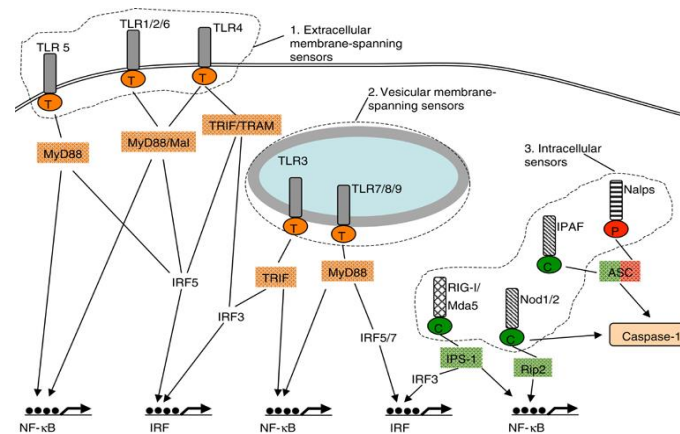 TLR 5
TLR1/2/6
TLR4
1. Extracellular
membrane-spanning
sensors
T
T
T
MyD88
MyD88/Mal
TRIF/TRAM
2. Vesicular membrane-
spanning sensors
TLR3
TLR7/8/9
T
T
TRIF
MyD88
3. Intracellular
sensors
Nalps
P
IPAF
C
ASC
RIG-I/
Mda5
C
Nod1/2
C
IPS-1
Rip2
Caspase-1
IRF5
IRF3
IRF5/7
IRF3
NF-κB
IRF
NF-κB
IRF
NF-κB